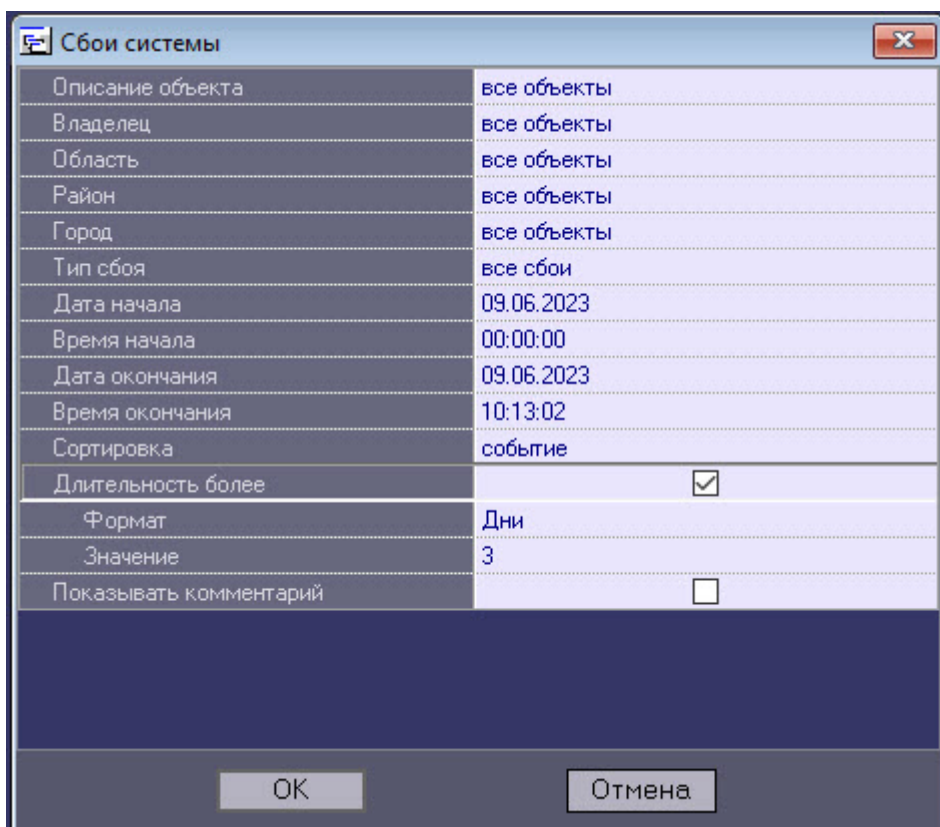 Сбои системы
Описание объекта все объекты
Владелец все объекты
Область все объекты
Район все объекты
Город все объекты
Тип сбоя все сбои
Дата начала 09.06.2023
Время начала 00:00:00
Дата окончания 09.06.2023
Время окончания 10:13:02
Сортировка событие
Длительность более
Формат Дни
Значение 3
Показывать комментарий
OK Отмена